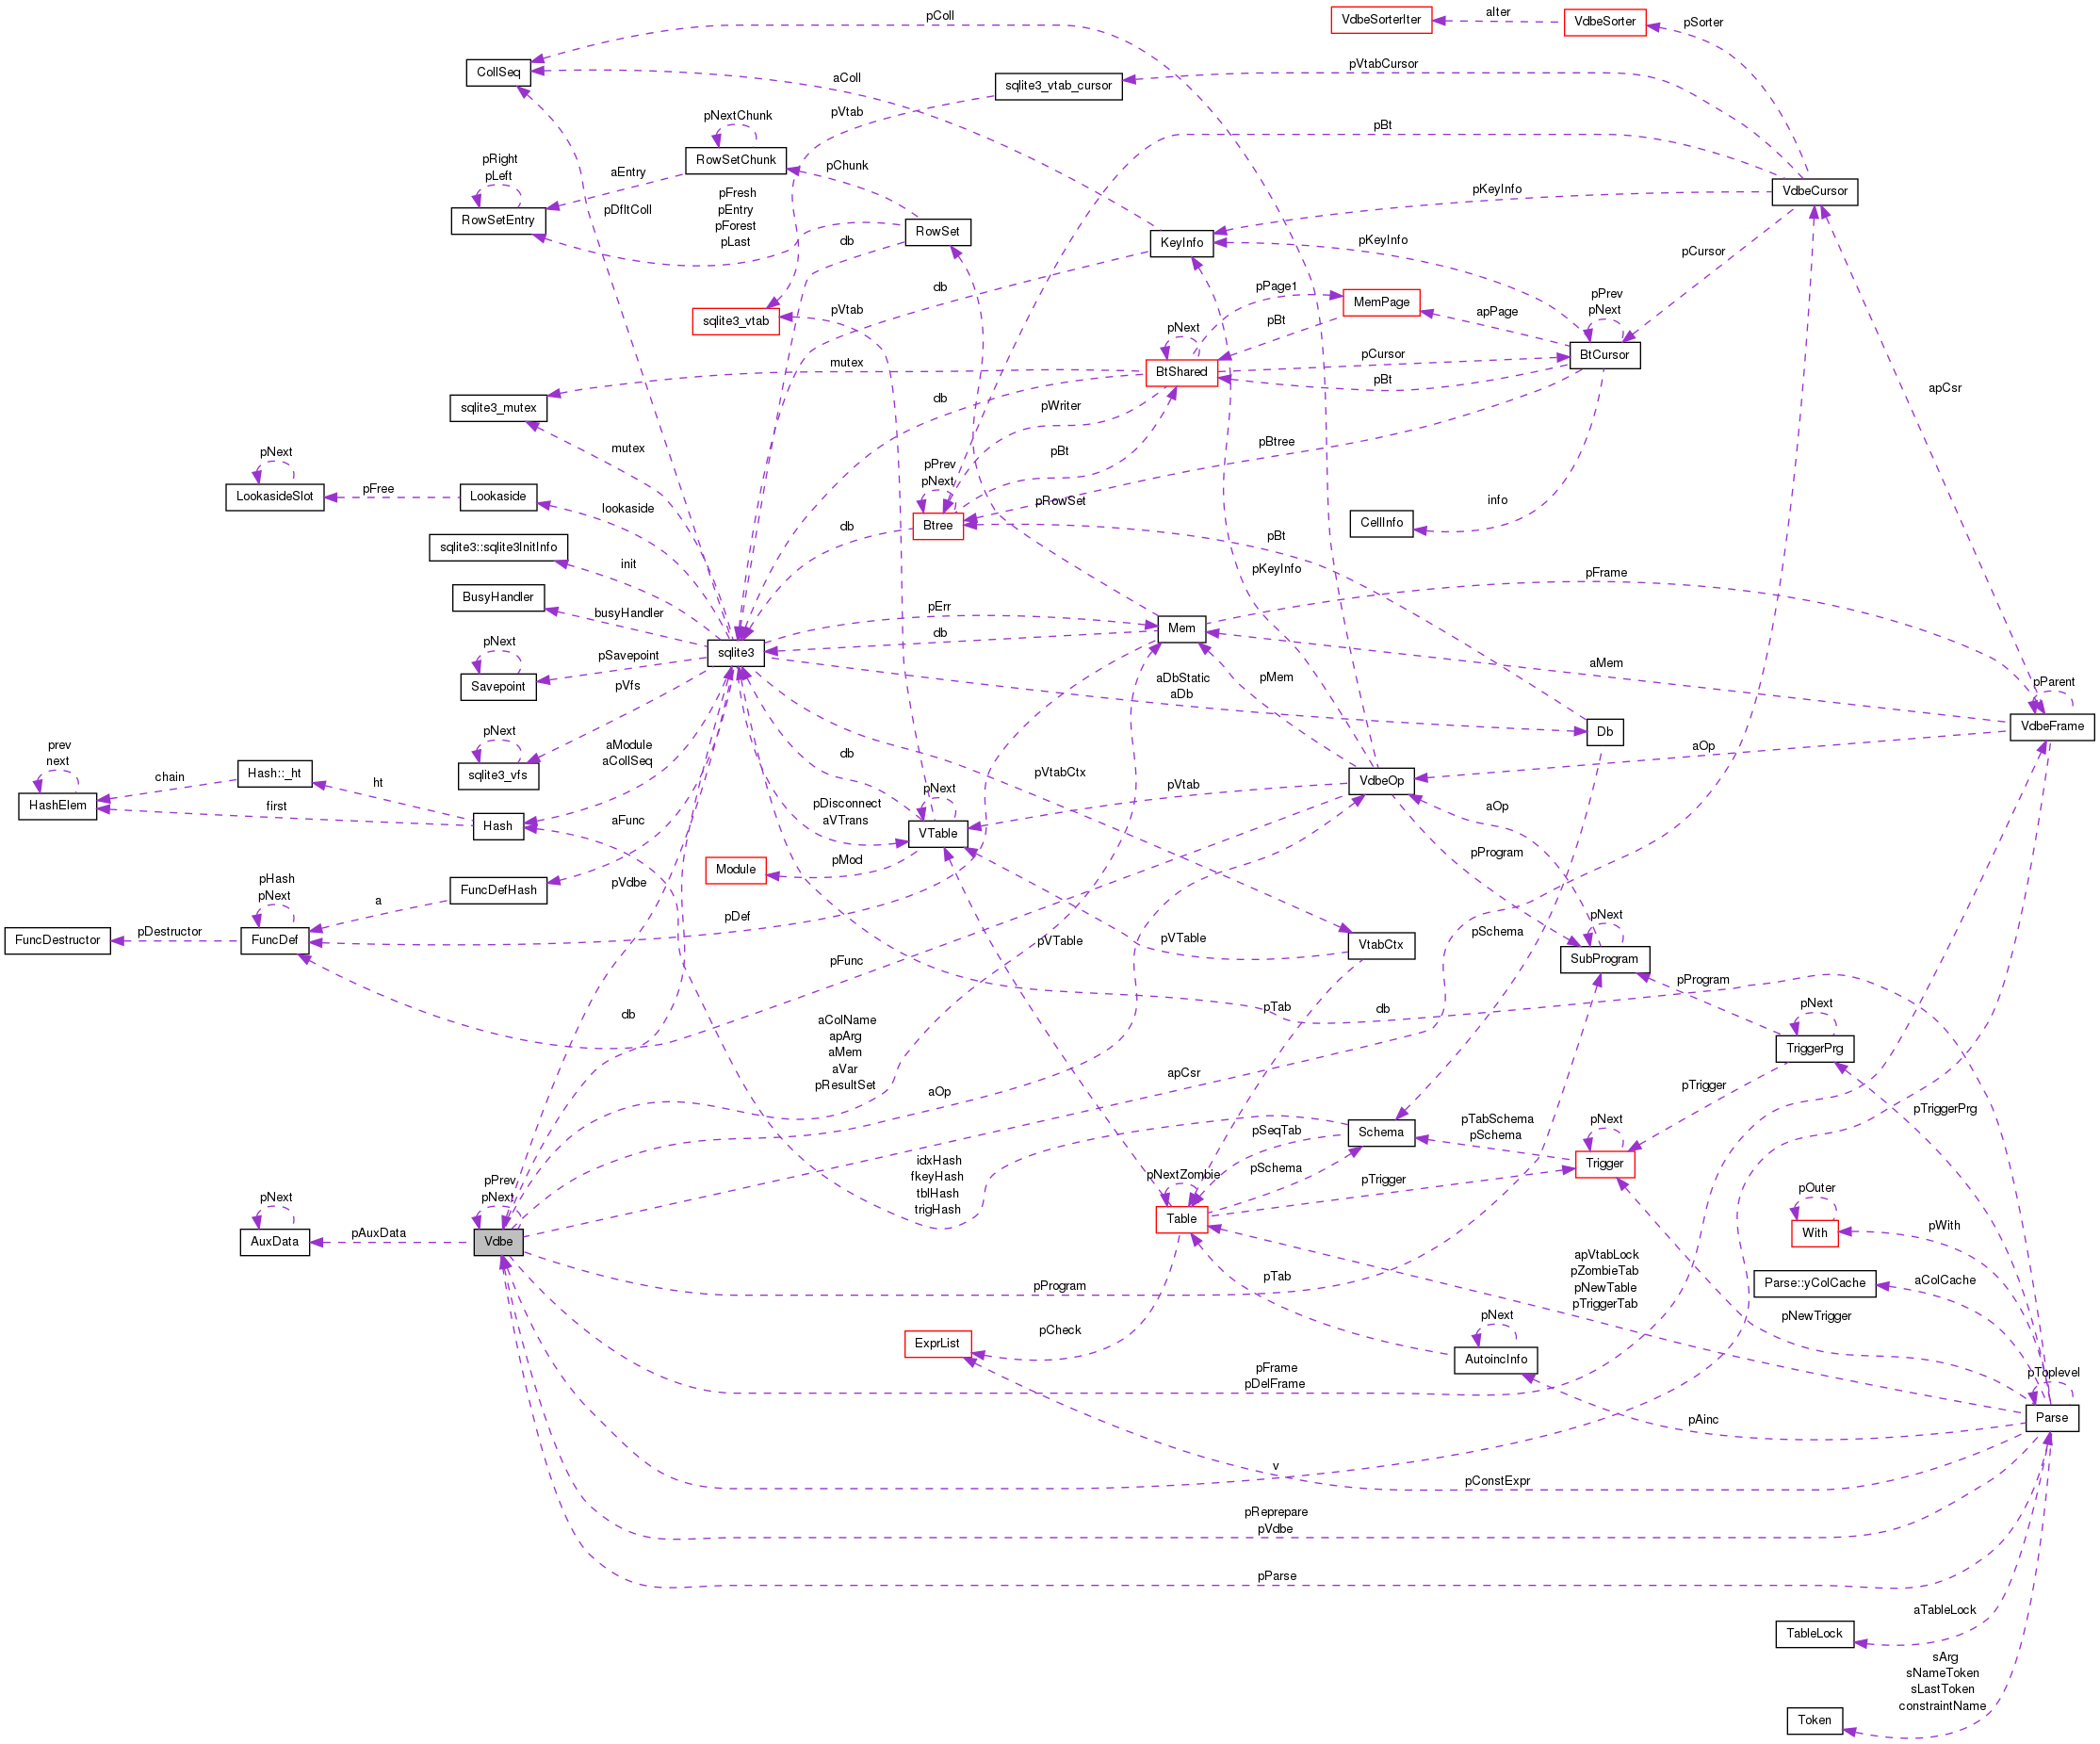 pColl
VdbeSorterIter
aIter
VdbeSorter
pSorter
CollSeq
aColl
sqlite3_vtab_cursor
pVtabCursor
pNextChunk
pVtab
RowSetChunk
pBt
pRight
pLeft
aEntry
pChunk
RowSetEntry
pDfltColl
pFresh
pEntry
pForest
pLast
db
RowSet
KeyInfo
pKeyInfo
VdbeCursor
pKeyInfo
pCursor
sqlite3_vtab
pVtab
db
pPage1
MemPage
pBt
apPage
pPrev
pNext
BtCursor
pNext
BtShared
pCursor
pBt
mutex
sqlite3_mutex
db
pWriter
apCsr
mutex
pBt
pBtree
pNext
LookasideSlot
pFree
Lookaside
lookaside
pPrev
pNext
Btree
pRowSet
info
CellInfo
sqlite3::sqlite3InitInfo
init
db
pBt
pKeyInfo
BusyHandler
busyHandler
pErr
Mem
pFrame
db
sqlite3
pNext
Savepoint
pSavepoint
aMem
pParent
VdbeFrame
pVfs
aDbStatic
aDb
pMem
Db
pNext
sqlite3_vfs
prev
next
HashElem
chain
Hash::_ht
aModule
aCollSeq
db
pVtabCtx
VdbeOp
aOp
first
ht
Hash
aFunc
pDisconnect
aVTrans
pNext
VTable
pVtab
aOp
pMod
Module
pProgram
pVdbe
FuncDefHash
a
pHash
pNext
FuncDef
pDestructor
FuncDestructor
pDef
pVTable
pVTable
VtabCtx
pSchema
pNext
SubProgram
pFunc
pProgram
db
pTab
db
pNext
TriggerPrg
aColName
apArg
aMem
aVar
pResultSet
aOp
apCsr
pTrigger
pTriggerPrg
pSeqTab
Schema
pTabSchema
pSchema
pNext
Trigger
idxHash
fkeyHash
tblHash
trigHash
pNextZombie
pSchema
pTrigger
Table
pPrev
pNext
Vdbe
pNext
AuxData
pAuxData
pOuter
With
pWith
pProgram
pTab
apVtabLock
pZombieTab
pNewTable
pTriggerTab
Parse::yColCache
aColCache
ExprList
pCheck
pNext
AutoincInfo
pNewTrigger
pFrame
pDelFrame
pToplevel
Parse
pAinc
v
pConstExpr
pReprepare
pVdbe
pParse
aTableLock
TableLock
sArg
sNameToken
sLastToken
constraintName
Token